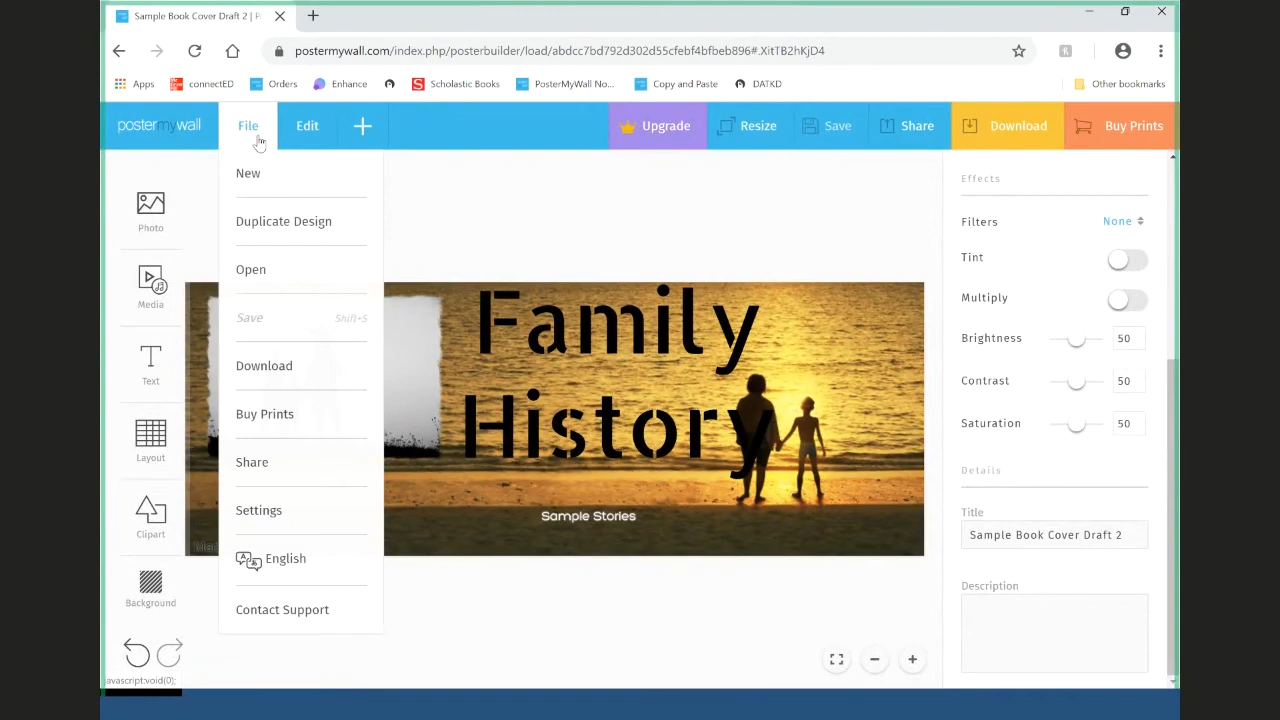 Sample Book Cover Draft 2 | P
postermywall.com/index.php/posterbuilder/load/abdcc7bd792d302d55cfebf4bfbeb896#.XitTB2hKjD4
Apps connectED Orders Enhance Scholastic Books PosterMyWall No... Copy and Paste DATKD Other bookmarks
postermywall File Edit Upgrade Resize Save Share Download Buy Prints
Photo
Media
Text
Layout
Clipart
Background
New
Duplicate Design
Open
Save Shift+S
Download
Buy Prints
Share
Settings
English
Contact Support
Family
History
Sample Stories
Effects
Filters None
Tint
Multiply
Brightness 50
Contrast 50
Saturation 50
Details
Title
Sample Book Cover Draft 2
Description
avascript:void(0);